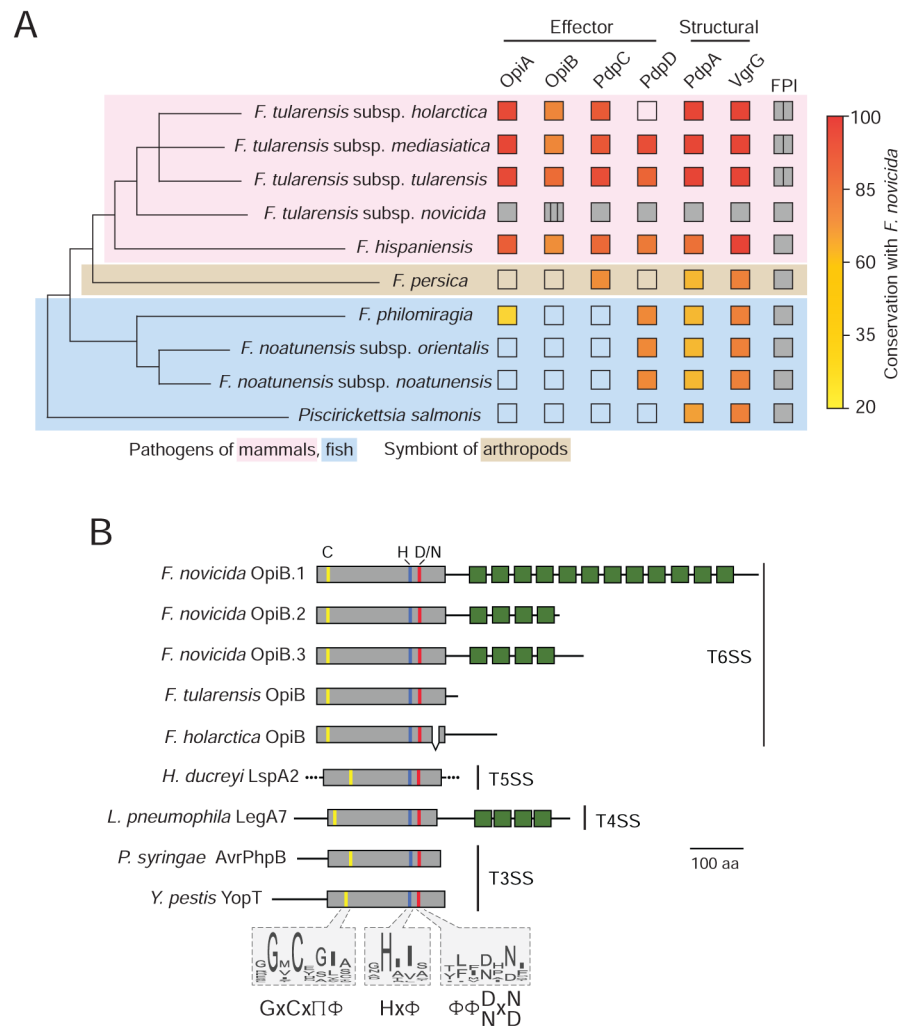 A
Effector Structural
OpiA OpiB PdpC PdpD PdpA VgrG FPI
F. tularensis subsp. holarctica
F. tularensis subsp. mediasiatica
F. tularensis subsp. tularensis
F. tularensis subsp. novicida
F. hispaniensis
F. persica
F. philomiragia
F. noatunensis subsp. orientalis
F. noatunensis subsp. noatunensis
Piscirickettsia salmonis
100
85
60
35
20
Conservation with F. novicida
Pathogens of mammals, fish Symbiont of arthropods
B
C H D/N
F. novicida OpiB.1
F. novicida OpiB.2
F. novicida OpiB.3
F. tularensis OpiB
F. holarctica OpiB
T6SS
H. ducreyi LspA2 T5SS
L. pneumophila LegA7 T4SS
P. syringae AvrPhpB
Y. pestis YopT
T3SS
100 aa
GxCxΠΦ HxΦ ΦΦ D/N x N/D